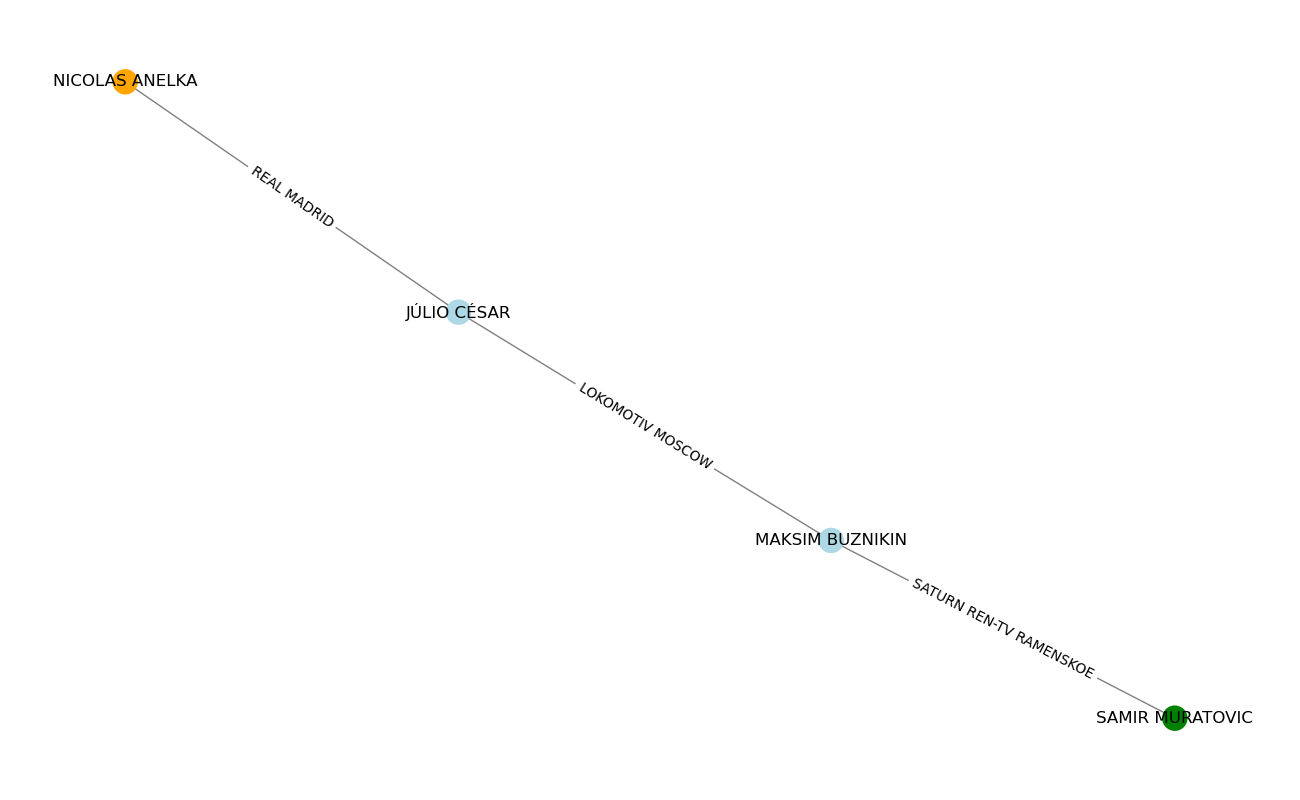 NICOLAS ANELKA
REAL MADRID
JÚLIO CÉSAR
LOKOMOTIV MOSCOW
MAKSIM BUZNIKIN
SATURN REN-TV RAMENSKOE
SAMIR MURATOVIC